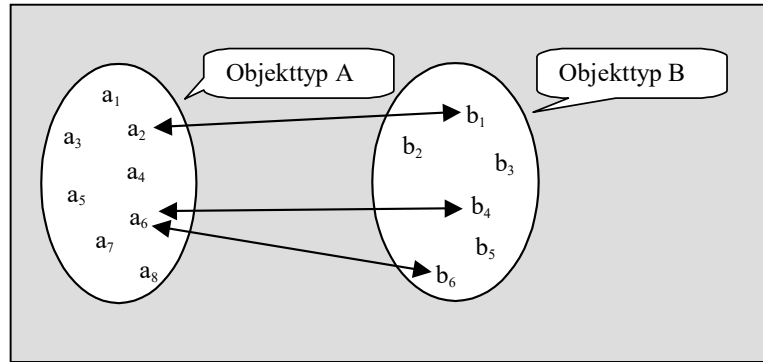 Objekttyp A
Objekttyp B
a₁
a₂
a₃
a₄
a₅
a₆
a₇
a₈
b₁
b₂
b₃
b₄
b₅
b₆